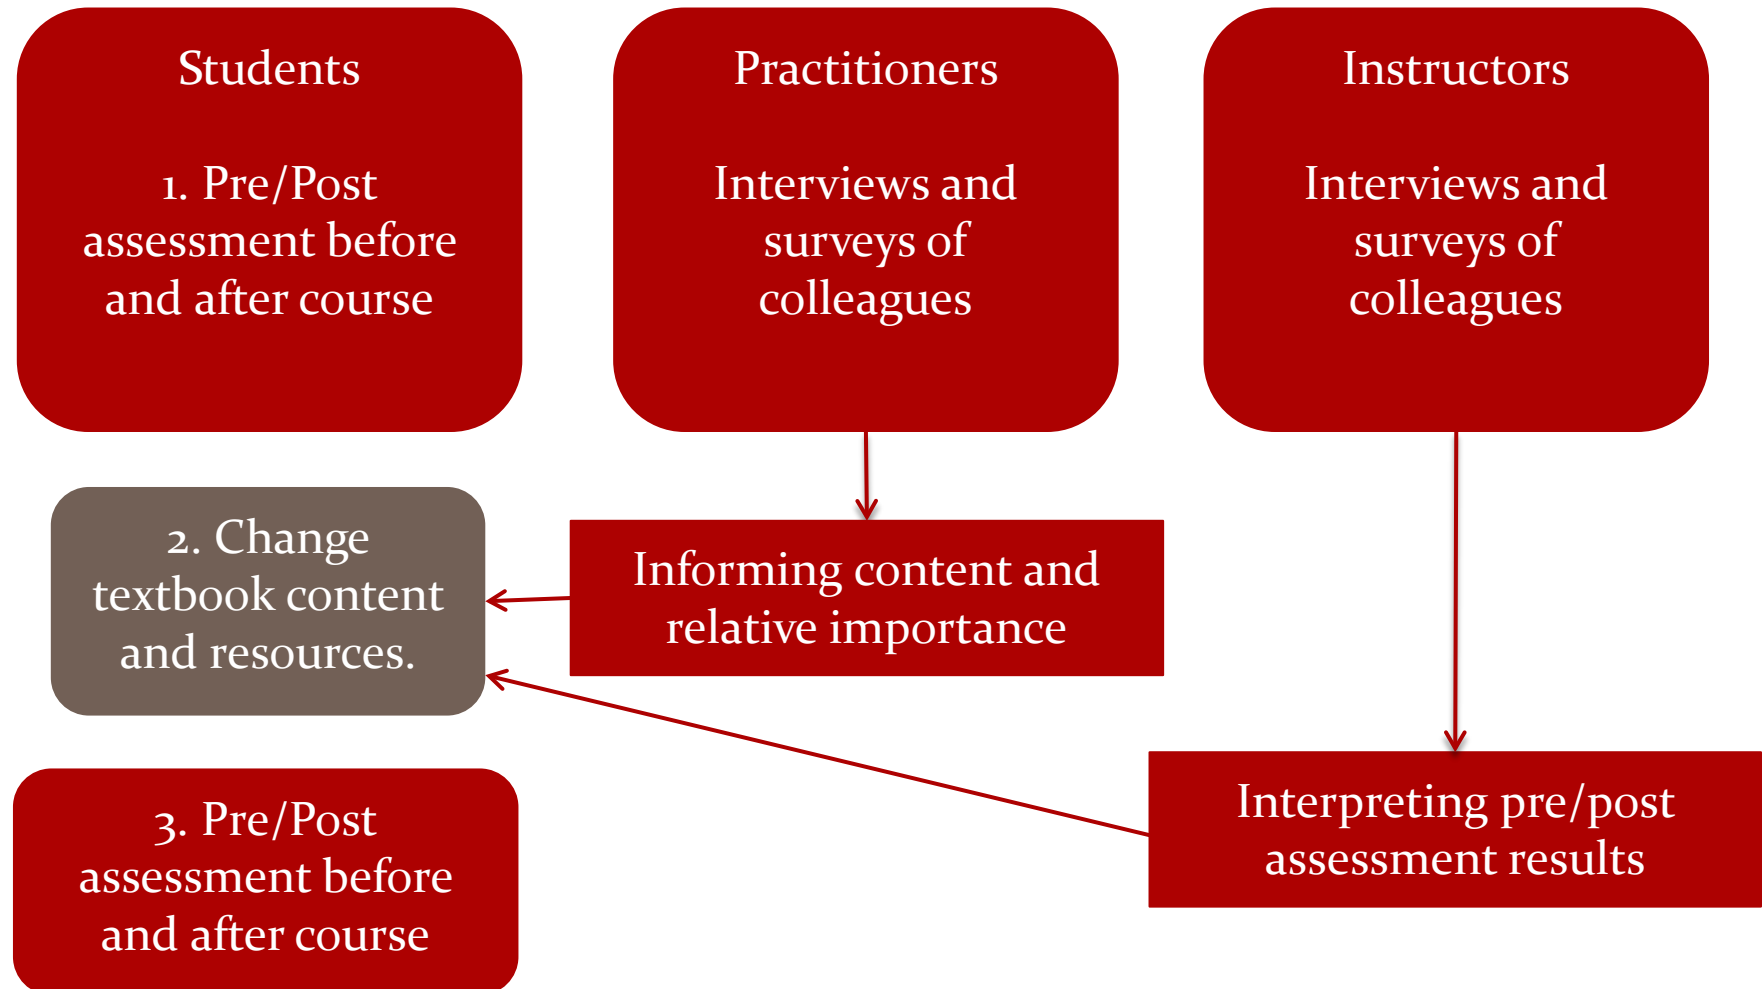 Students
1. Pre/Post
assessment before
and after course
Practitioners
Interviews and
surveys of
colleagues
Instructors
Interviews and
surveys of
colleagues
2. Change
textbook content
and resources.
Informing content and
relative importance
Interpreting pre/post
assessment results
3. Pre/Post
assessment before
and after course